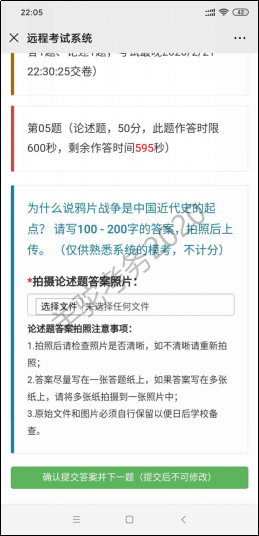 22:05
42
远程考试系统
答1题、论述1题，考试最晚2020/2/21
22:30:25交卷）
第05题（论述题，50分，此题作答时限
600秒，剩余作答时间595秒）
为什么说鸦片战争是中国近代史的起
点？ 请写100 - 200字的答案，拍照后上
传。 （仅供熟悉系统的模考，不计分）
*拍摄论述题答案照片：
选择文件 未选择任何文件
论述题答案拍照注意事项：
1.拍照后请检查照片是否清晰，如不清晰请重新拍
照；
2.答案尽量写在一张答题纸上，如果答案写在多张
纸上，请将多张纸拍摄到一张照片中；
3.原始文件和图片必须自行保留以便日后学校备
查。
确认提交答案并下一题（提交后不可修改）